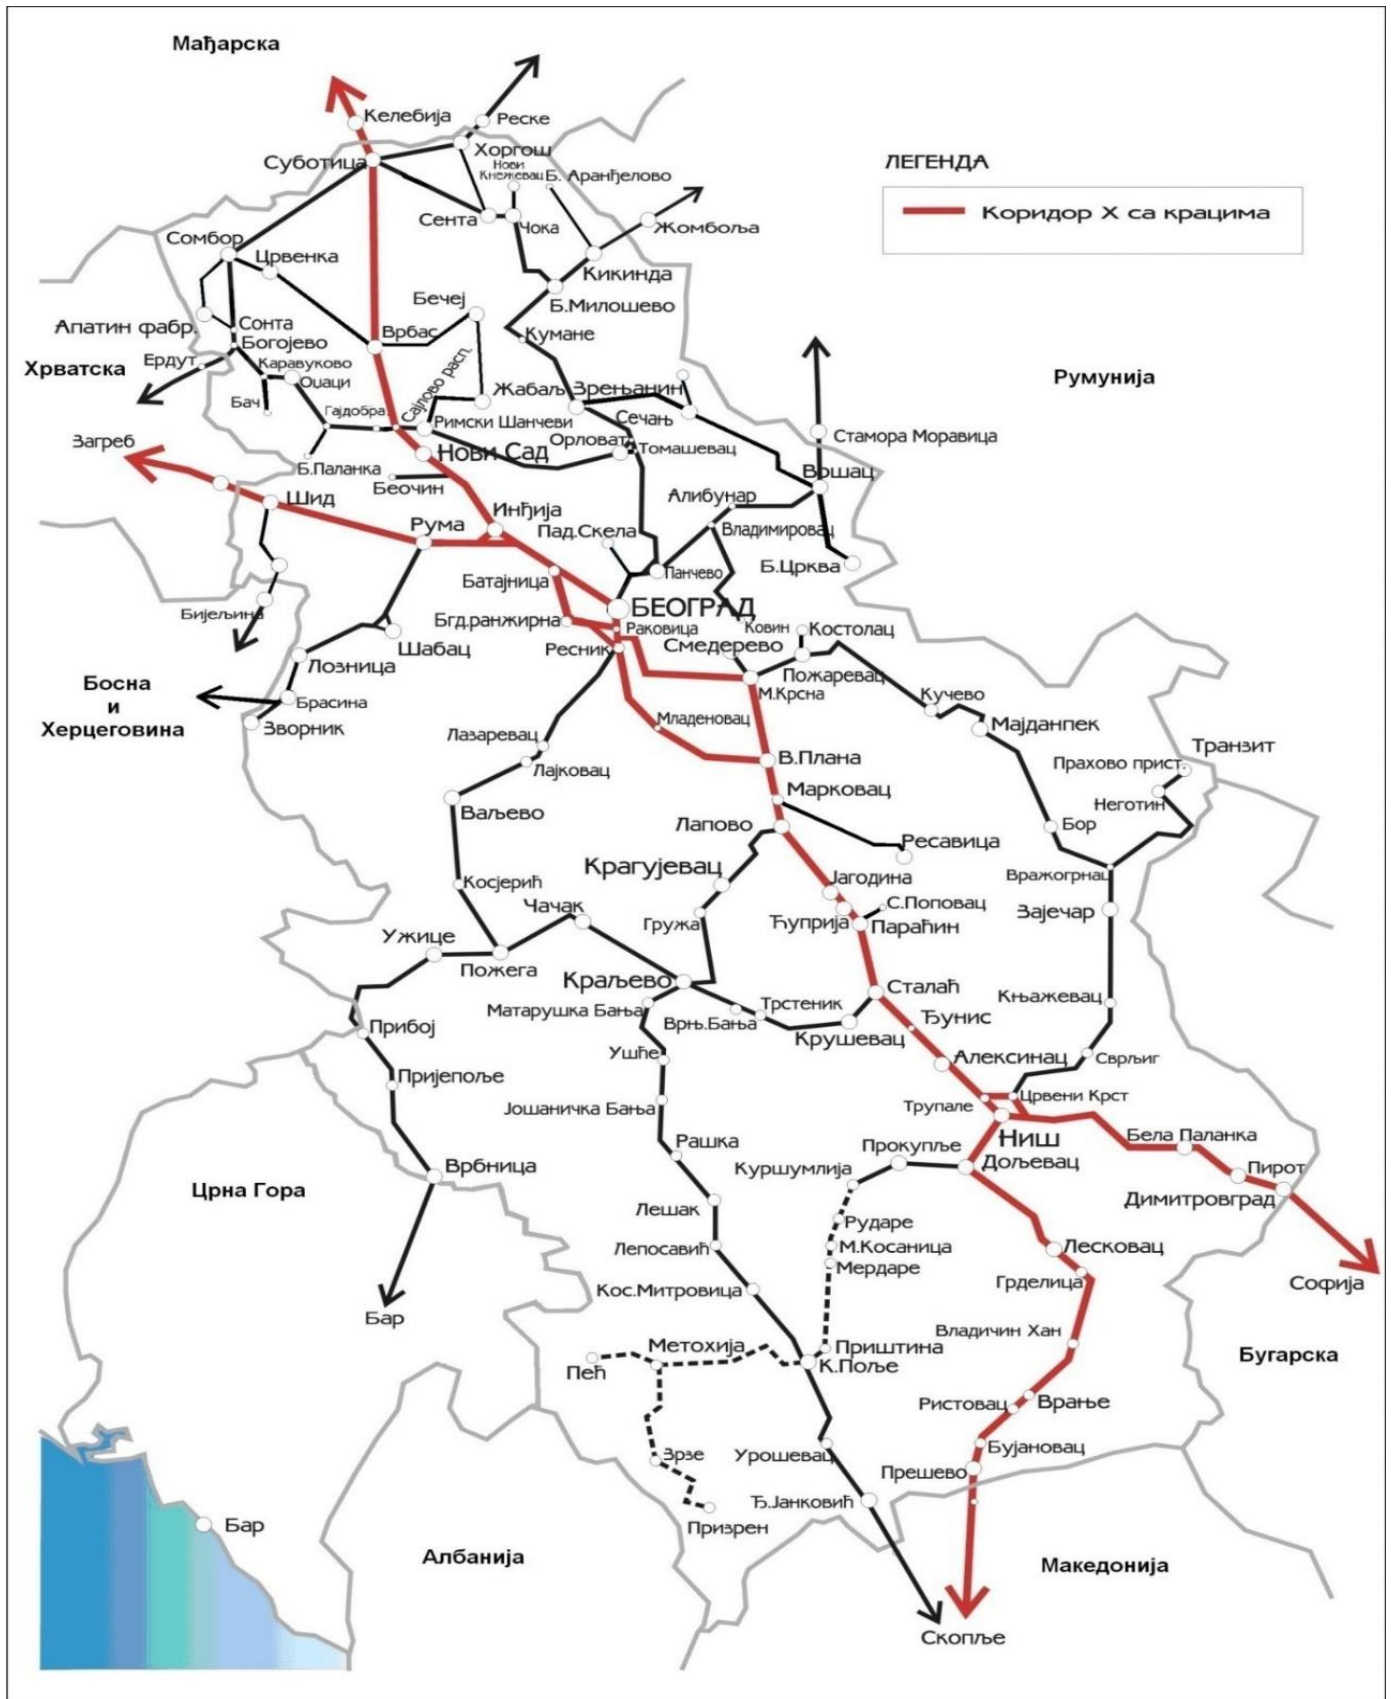 Мађарска
Келебија
Реске
Хоргош
Суботица
ЛЕГЕНДА
Коридор X са крацима
Нови
Кнежевац
Б. Аранђелово
Сента
Чока
Жомбоља
Сомбор
Црвенка
Кикинда
Бечеј
Б.Милошево
Апатин фабр.
Сонта
Врбас
Кумане
Богојево
Ердут
Хрватска
Каравуково
Оџаци
Сајлово расп.
Жабаљ
Зрењанин
Румунија
Бач
Гајдобра
Римски Шанчеви
Сечањ
Стамора Моравица
Загреб
Нови Сад
Орловат
Томашевац
Б.Паланка
Беочин
Вршац
Шид
Алибунар
Рума
Инђија
Пад.Скела
Владимировац
Б.Црква
Батајница
Панчево
Бијељина
БЕОГРАД
Бгд.ранжирна
Раковица
Ковин
Костолац
Шабац
Ресник
Смедерево
Лозница
Пожаревац
Босна
и
Херцеговина
Брасина
М.Крсна
Кучево
Зворник
Младеновац
Мајданпек
Лазаревац
Транзит
Лајковац
В.Плана
Прахово прист.
Марковац
Неготин
Ваљево
Лапово
Бор
Ресавица
Крагујевац
Јагодина
Вражогрнац
Косјерић
С.Поповац
Чачак
Гружа
Ћуприја
Параћин
Зајечар
Ужице
Пожега
Краљево
Сталаћ
Књажевац
Матарушка Бања
Врњ.Бања
Трстеник
Ђунис
Прибој
Крушевац
Ушће
Алексинац
Сврљиг
Пријепоље
Јошаничка Бања
Трупале
Црвени Крст
Рашка
НИШ
Бела Паланка
Врбница
Куршумлија
Прокупље
Дољевац
Пирот
Црна Гора
Димитровград
Лешак
Рударе
Лепосавић
М.Косаница
Лесковац
Мердаре
Грделица
Кос.Митровица
Софија
Бар
Владичин Хан
Метохија
Приштина
Бугарска
Пећ
К.Поље
Ристовац
Врање
Зрзе
Урошевац
Бујановац
Прешево
Ђ.Јанковић
Бар
Призрен
Албанија
Македонија
Скопље